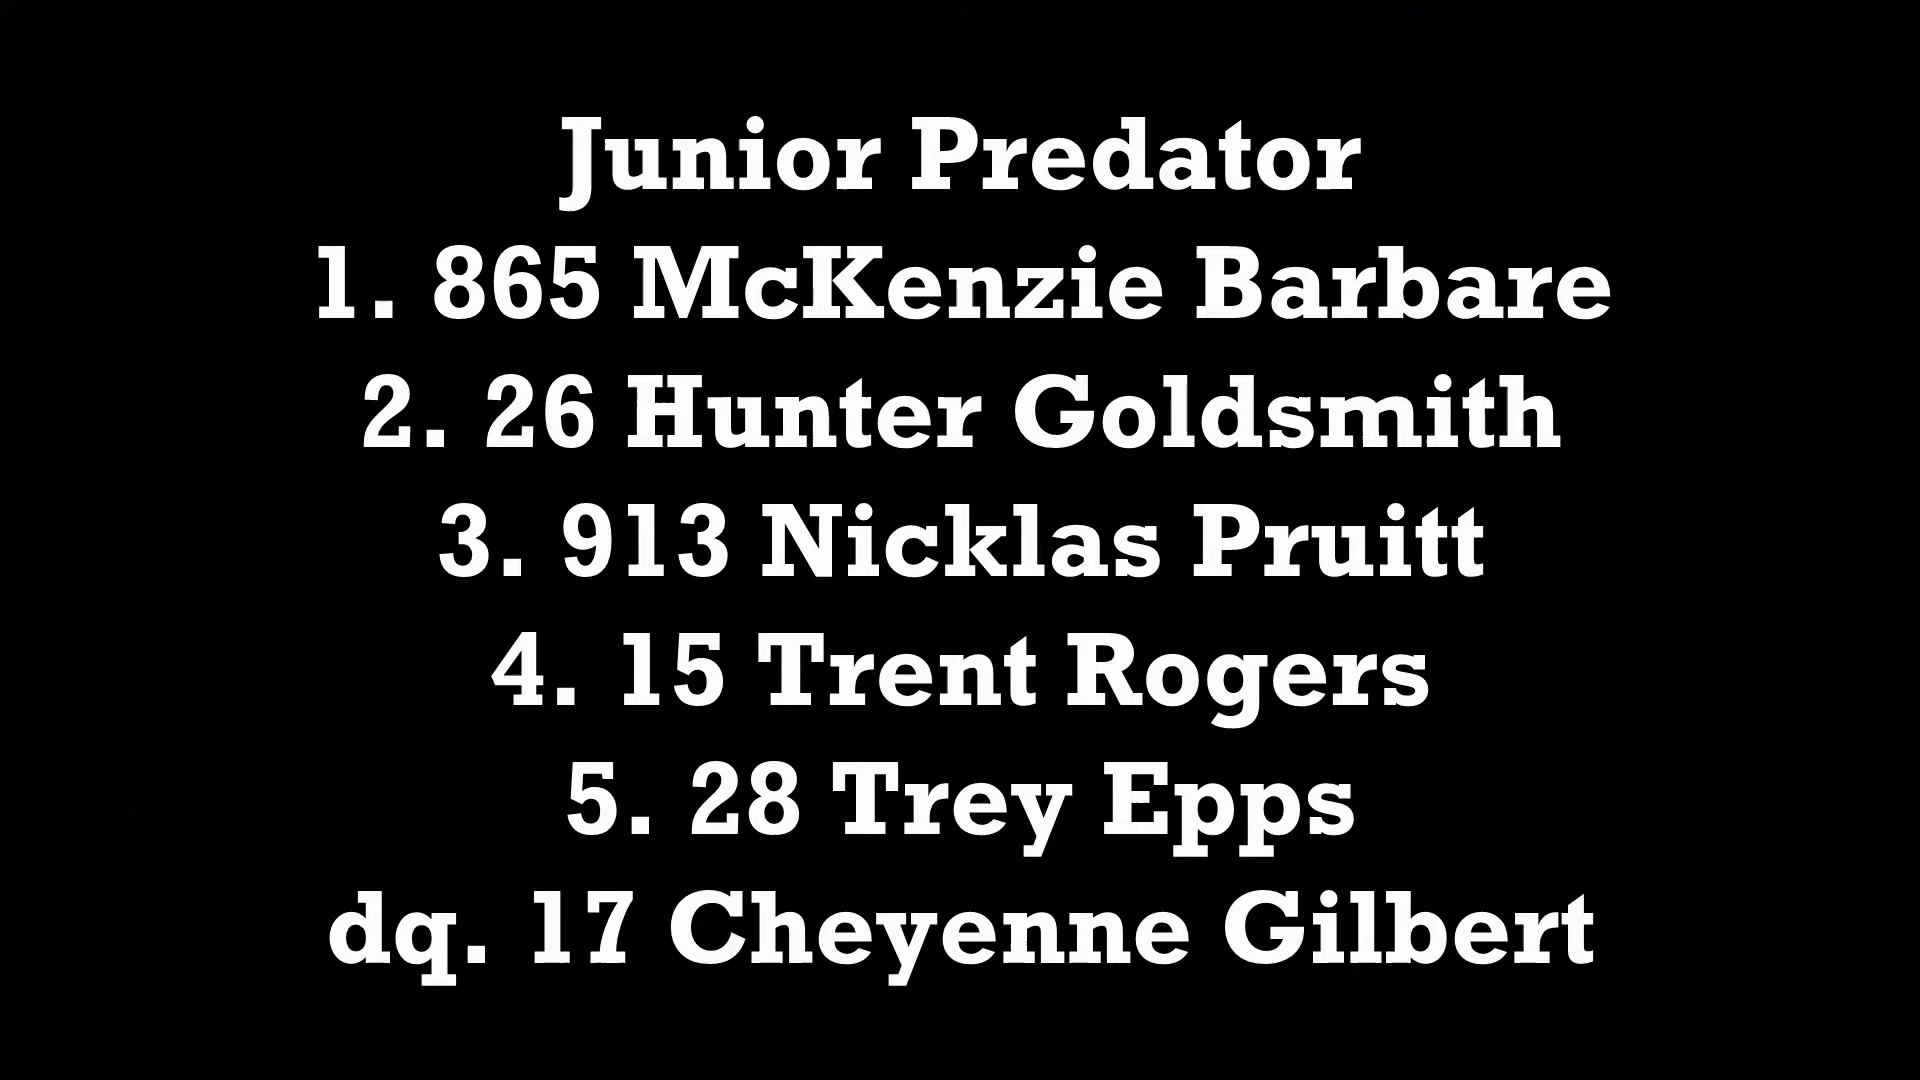 Junior Predator
1. 865 McKenzie Barbare
2. 26 Hunter Goldsmith
3. 913 Nicklas Pruitt
4. 15 Trent Rogers
5. 28 Trey Epps
dq. 17 Cheyenne Gilbert